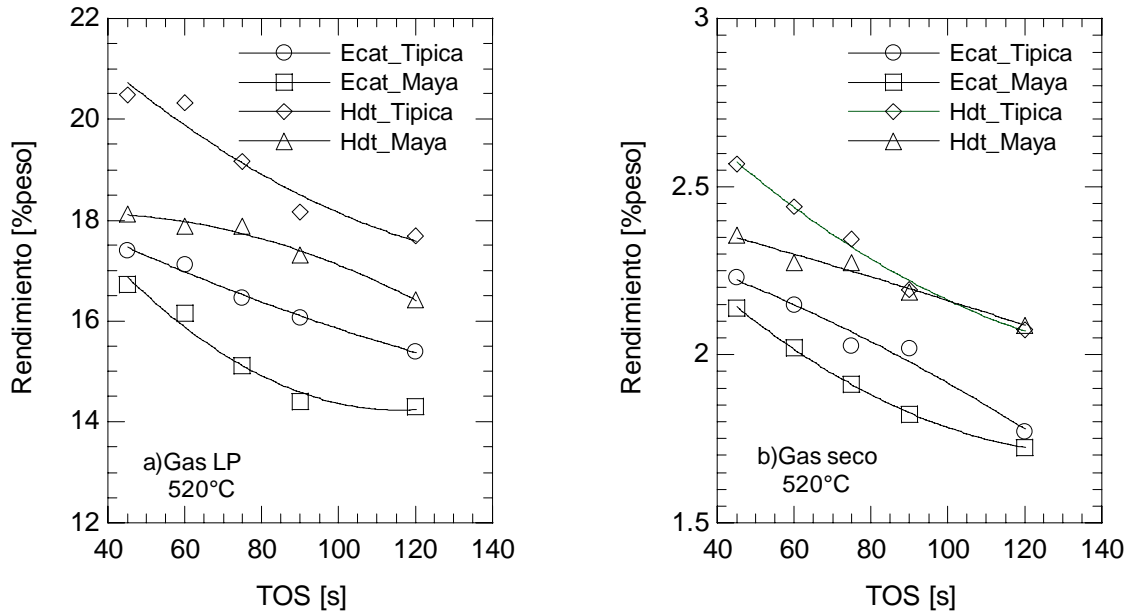 22
20
18
16
14
12
Rendimiento [%peso]
Ecat_Tipica
Ecat_Maya
Hdt_Tipica
Hdt_Maya
a)Gas LP
520°C
40 60 80 100 120 140
TOS [s]
3
2.5
2
1.5
Rendimiento [%peso]
Ecat_Tipica
Ecat_Maya
Hdt_Tipica
Hdt_Maya
b)Gas seco
520°C
40 60 80 100 120 140
TOS [s]